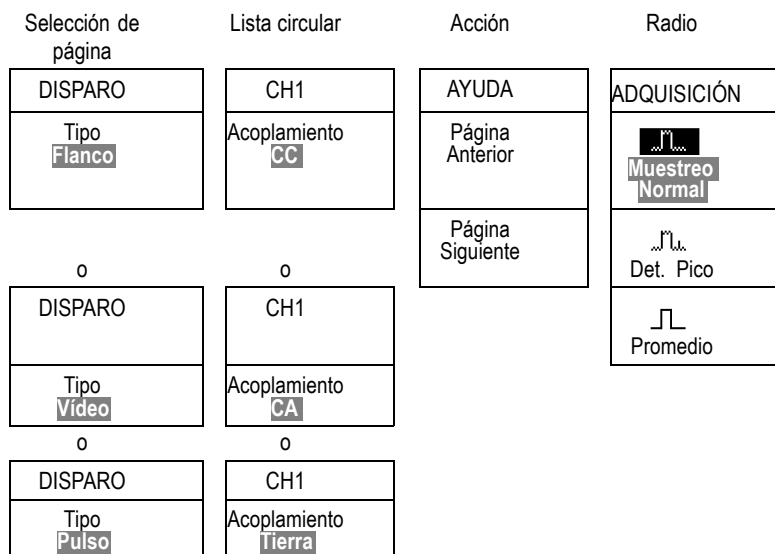 Selección de
página
DISPARO
Tipo
Flanco
o
DISPARO
Tipo
Vídeo
o
DISPARO
Tipo
Pulso
Lista circular
CH1
Acoplamiento
CC
o
CH1
Acoplamiento
CA
o
CH1
Acoplamiento
Tierra
Acción
AYUDA
Página
Anterior
Página
Siguiente
Radio
ADQUISICIÓN
Muestreo
Normal
Det. Pico
Promedio